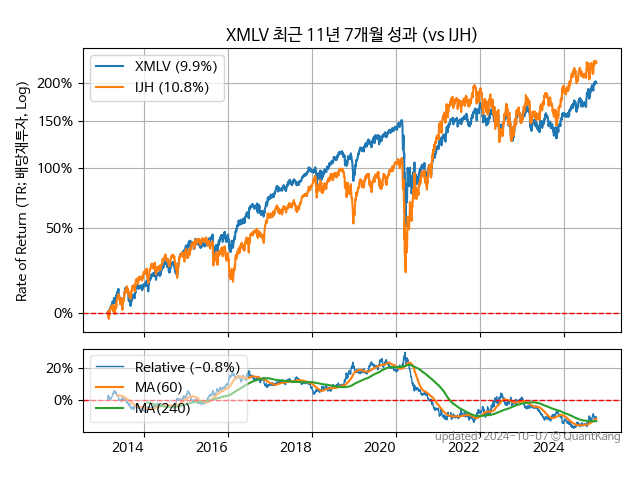 XMLV 최근 11년 7개월 성과 (vs IJH)
Rate of Return (TR: 배당재투자, Log)
XMLV (9.9%)
IJH (10.8%)
200%
150%
100%
50%
0%
Relative (−0.8%)
MA(60)
MA(240)
20%
0%
2014 2016 2018 2020 2022 2024
updated: 2024-10-07 © QuantKang